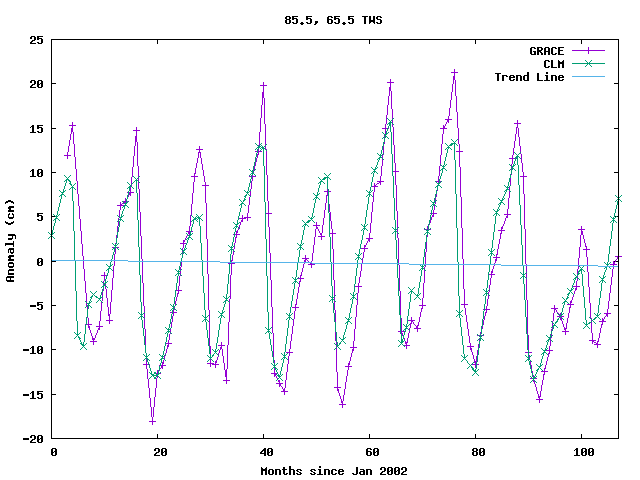 85.5, 65.5 TWS
GRACE
CLM
Trend Line
Anomaly (cm)
25
20
15
10
5
0
-5
-10
-15
-20
0 20 40 60 80 100
Months since Jan 2002